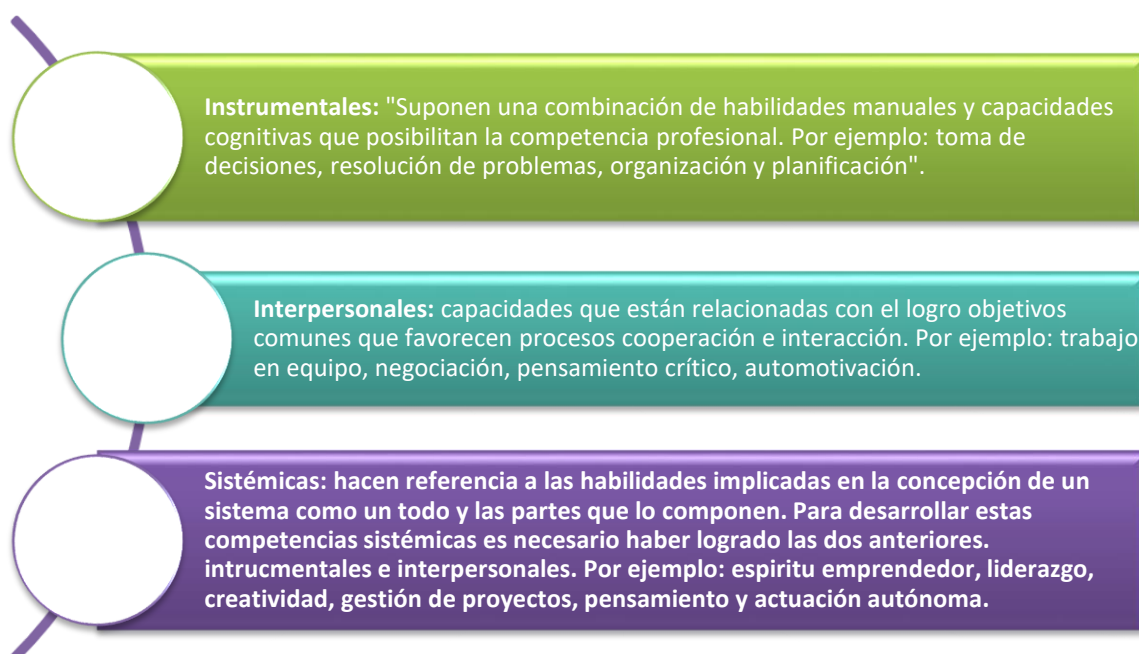 Instrumentales: "Suponen una combinación de habilidades manuales y capacidades
cognitivas que posibilitan la competencia profesional. Por ejemplo: toma de
decisiones, resolución de problemas, organización y planificación".
Interpersonales: capacidades que están relacionadas con el logro objetivos
comunes que favorecen procesos cooperación e interacción. Por ejemplo: trabajo
en equipo, negociación, pensamiento crítico, automotivación.
Sistémicas: hacen referencia a las habilidades implicadas en la concepción de un
sistema como un todo y las partes que lo componen. Para desarrollar estas
competencias sistémicas es necesario haber logrado las dos anteriores.
intrucmentales e interpersonales. Por ejemplo: espiritu emprendedor, liderazgo,
creatividad, gestión de proyectos, pensamiento y actuación autónoma.